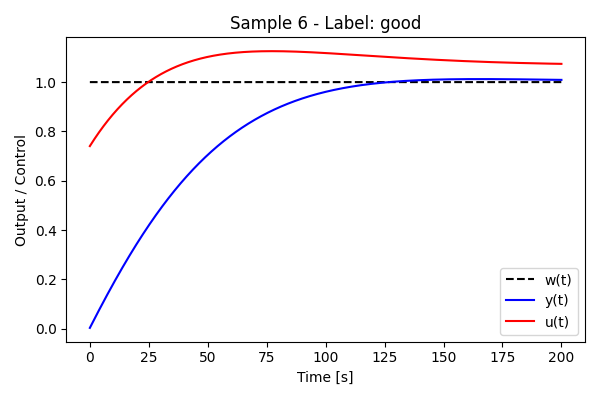 Sample 6 - Label: good
Output / Control
1.0
0.8
0.6
0.4
0.2
0.0
w(t)
y(t)
u(t)
0 25 50 75 100 125 150 175 200
Time [s]